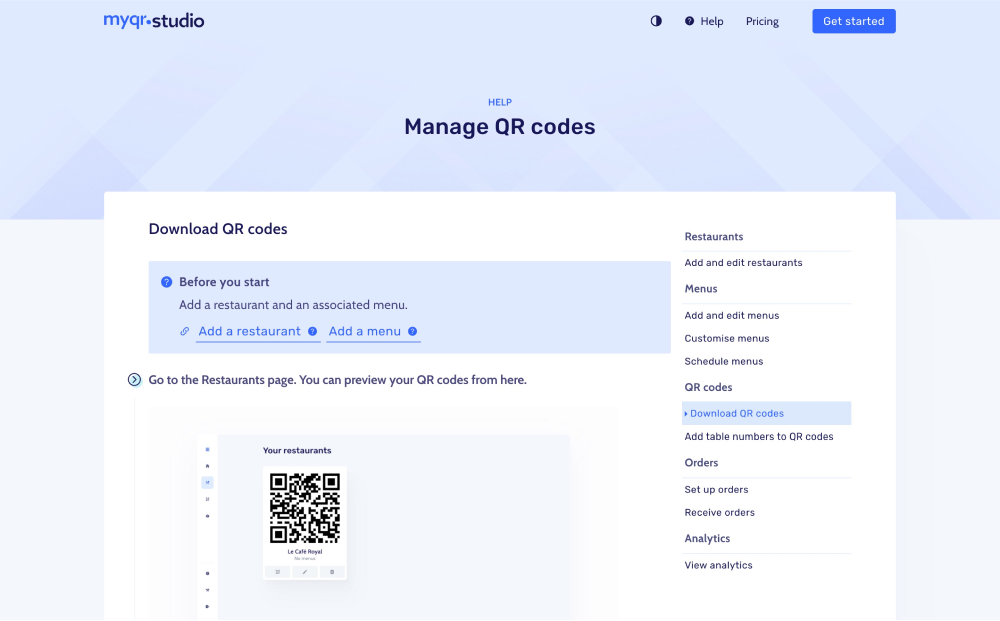 myqr•studio
Help
Pricing
Get started
HELP
Manage QR codes
Download QR codes
Before you start
Add a restaurant and an associated menu.
Add a restaurant
Add a menu
Go to the Restaurants page. You can preview your QR codes from here.
Your restaurants
Le Café Royal
No menus
Restaurants
Add and edit restaurants
Menus
Add and edit menus
Customise menus
Schedule menus
QR codes
Download QR codes
Add table numbers to QR codes
Orders
Set up orders
Receive orders
Analytics
View analytics